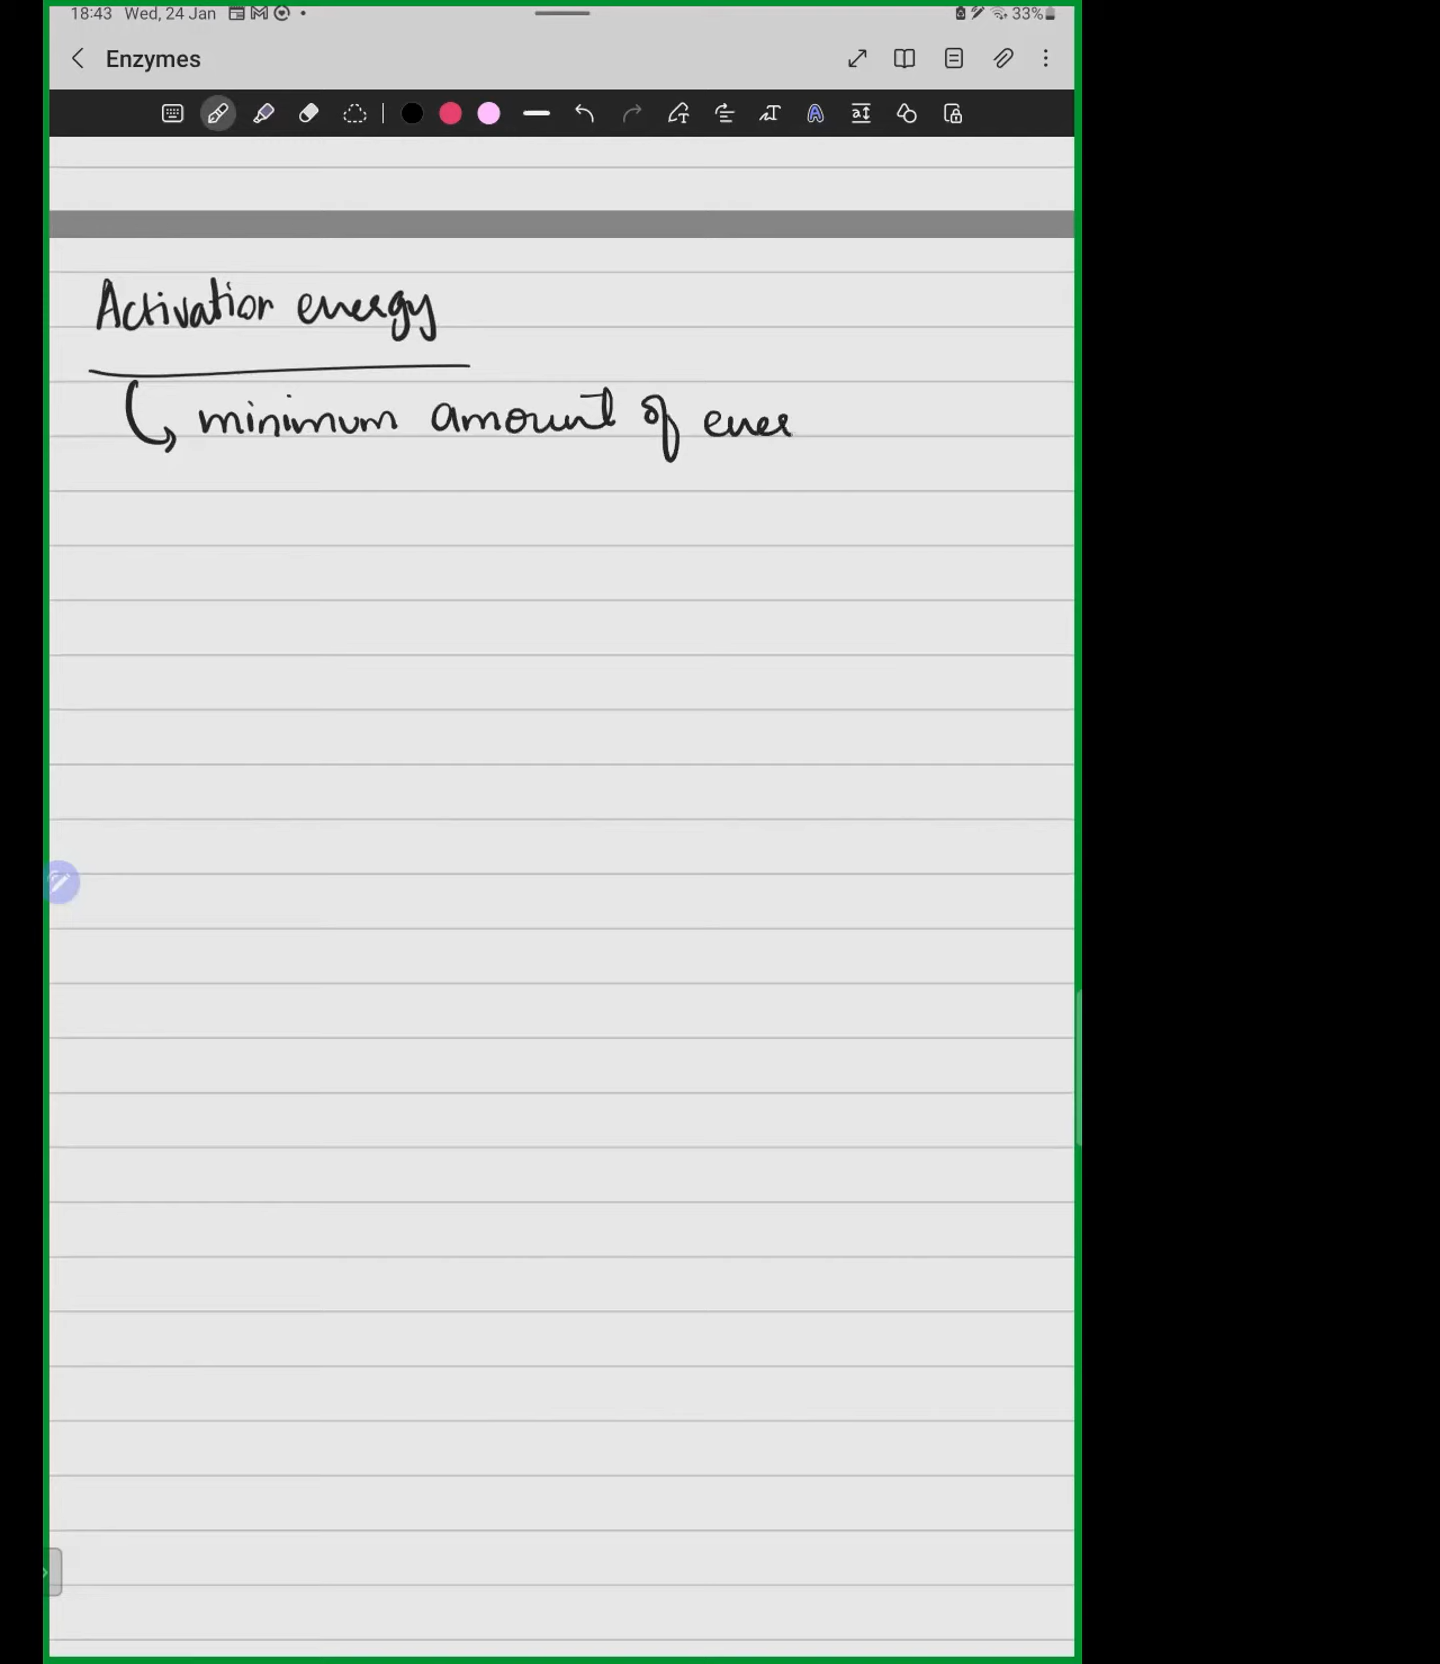 18:43 Wed, 24 Jan 33%
Enzymes
Activation energy
minimum amount of ener